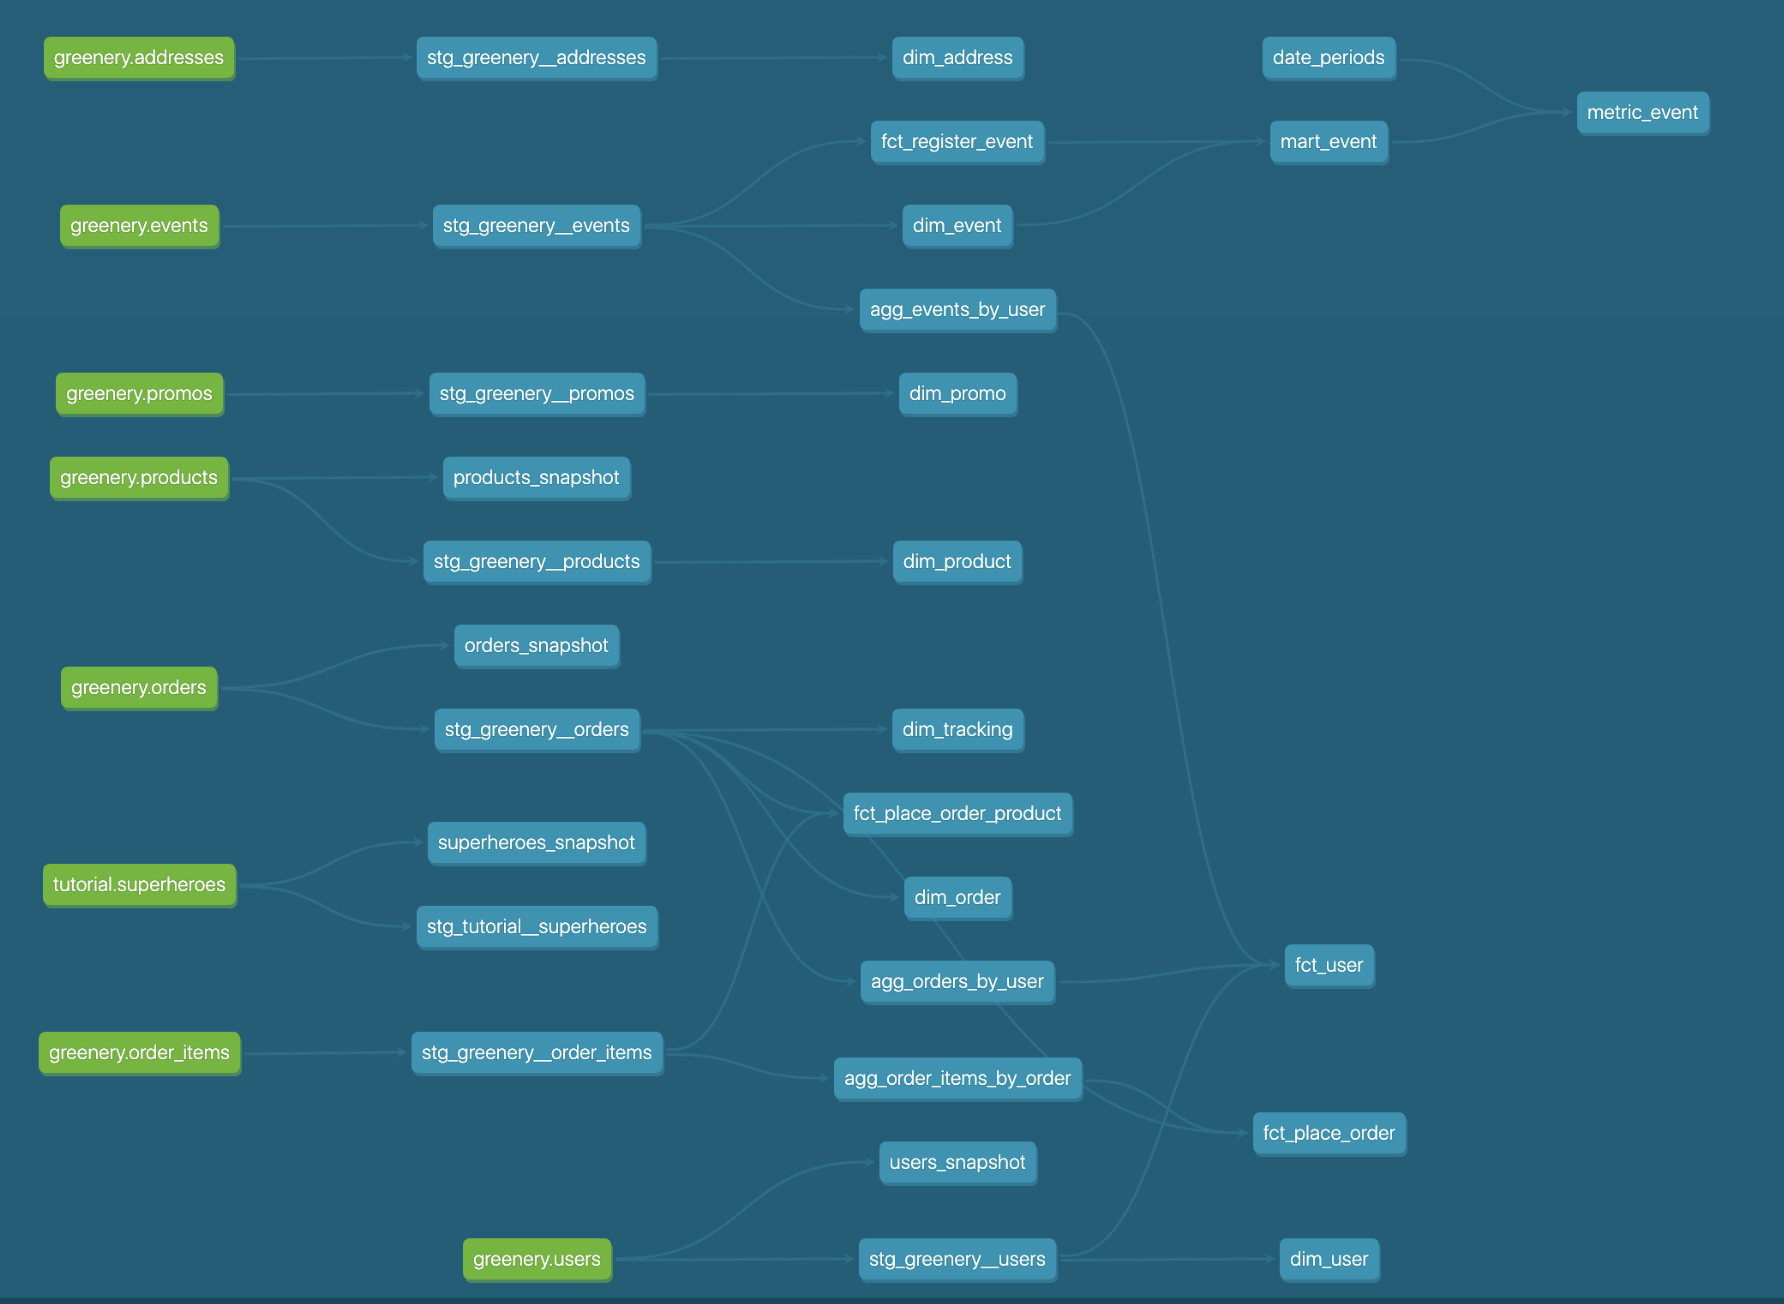 greenery.addresses
stg_greenery__addresses
dim_address
date_periods
metric_event
fct_register_event
mart_event
greenery.events
stg_greenery__events
dim_event
agg_events_by_user
greenery.promos
stg_greenery__promos
dim_promo
greenery.products
products_snapshot
stg_greenery__products
dim_product
orders_snapshot
greenery.orders
stg_greenery__orders
dim_tracking
fct_place_order_product
superheroes_snapshot
tutorial.superheroes
dim_order
stg_tutorial__superheroes
fct_user
agg_orders_by_user
greenery.order_items
stg_greenery__order_items
agg_order_items_by_order
fct_place_order
users_snapshot
greenery.users
stg_greenery__users
dim_user